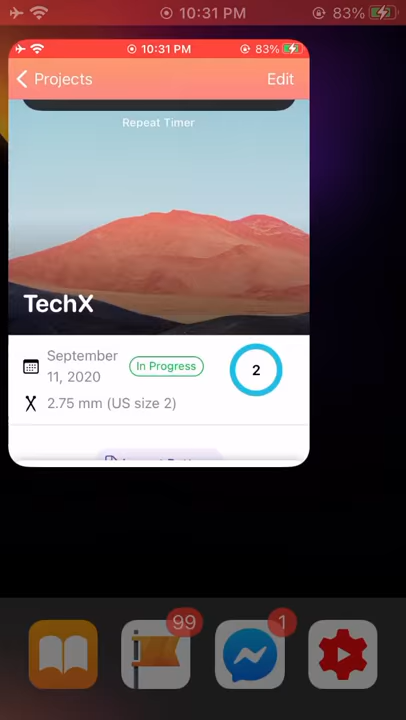 10:31 PM
83%
10:31 PM
83%
Projects
Edit
Repeat Timer
TechX
September
11, 2020
In Progress
2
2.75 mm (US size 2)
99
1